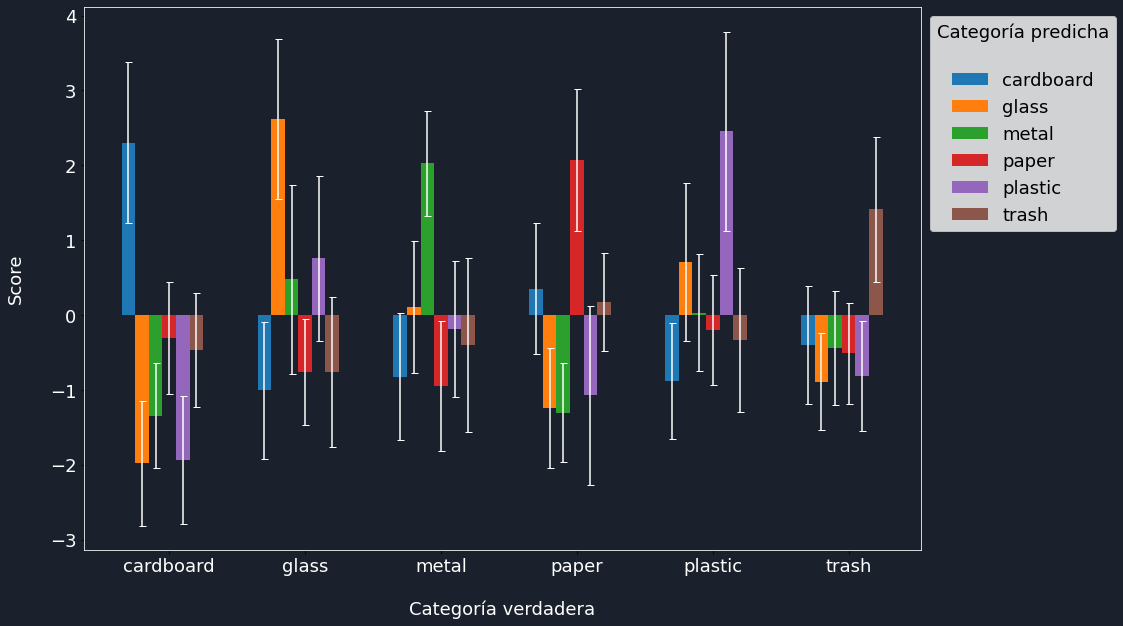 Categoría predicha
cardboard
glass
metal
paper
plastic
trash
4
3
2
1
0
−1
−2
−3
Score
cardboard glass metal paper plastic trash
Categoría verdadera